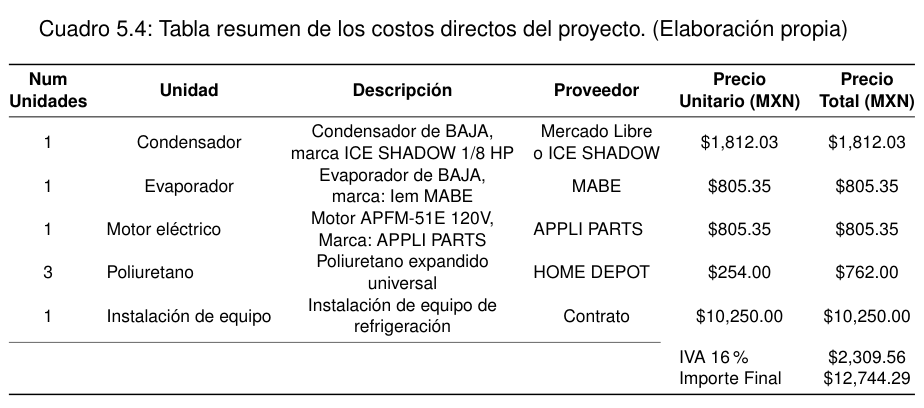 Cuadro 5.4: Tabla resumen de los costos directos del proyecto. (Elaboración propia)
Num Unidades Unidad Descripción Proveedor Precio Unitario (MXN) Precio Total (MXN)
1 Condensador Condensador de BAJA, marca ICE SHADOW 1/8 HP Mercado Libre o ICE SHADOW $1,812.03 $1,812.03
1 Evaporador Evaporador de BAJA, marca: Iem MABE MABE $805.35 $805.35
1 Motor eléctrico Motor APFM-51E 120V, Marca: APPLI PARTS APPLI PARTS $805.35 $805.35
3 Poliuretano Poliuretano expandido universal HOME DEPOT $254.00 $762.00
1 Instalación de equipo Instalación de equipo de refrigeración Contrato $10,250.00 $10,250.00
IVA 16 % $2,309.56
Importe Final $12,744.29